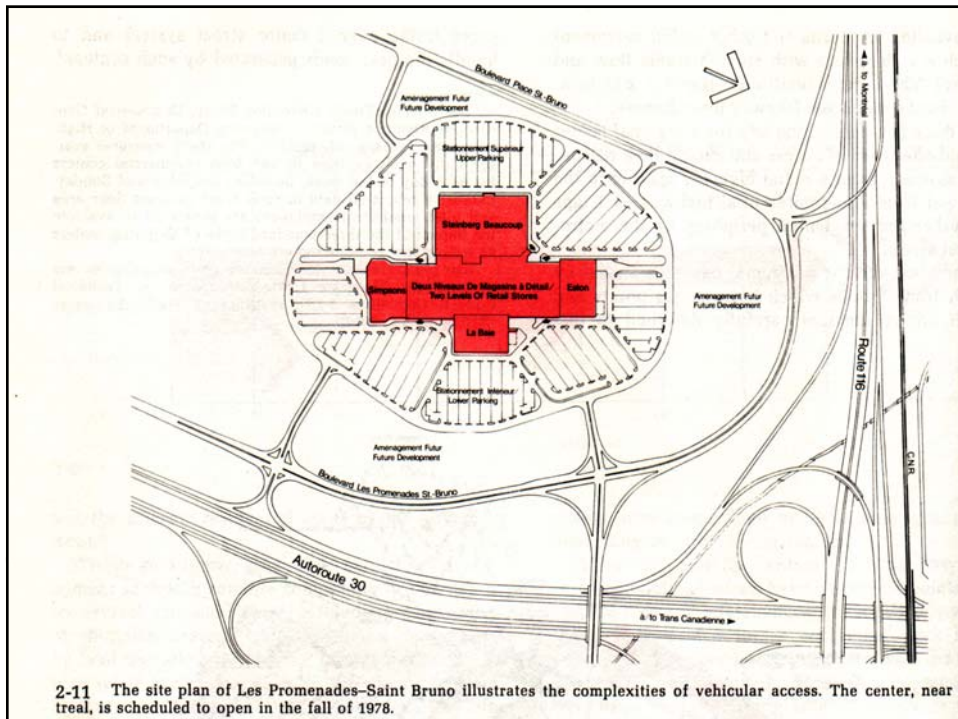 Boulevard Place St.-Bruno
à to Montréal
Aménagement Futur
Future Development
Stationnement Superieur
Upper Parking
Steinberg Beaucoup
Simpsons
Deux Niveaux De Magasins à Détail/
Two Levels Of Retail Stores
Eaton
La Baie
Aménagement Futur
Future Development
Route 116
Stationnement Inferieur
Lower Parking
Aménagement Futur
Future Development
C.N.R.
Boulevard Les Promenades St.-Bruno
Autoroute 30
à/to Trans Canadienne
2-11 The site plan of Les Promenades–Saint Bruno illustrates the complexities of vehicular access. The center, near
treal, is scheduled to open in the fall of 1978.